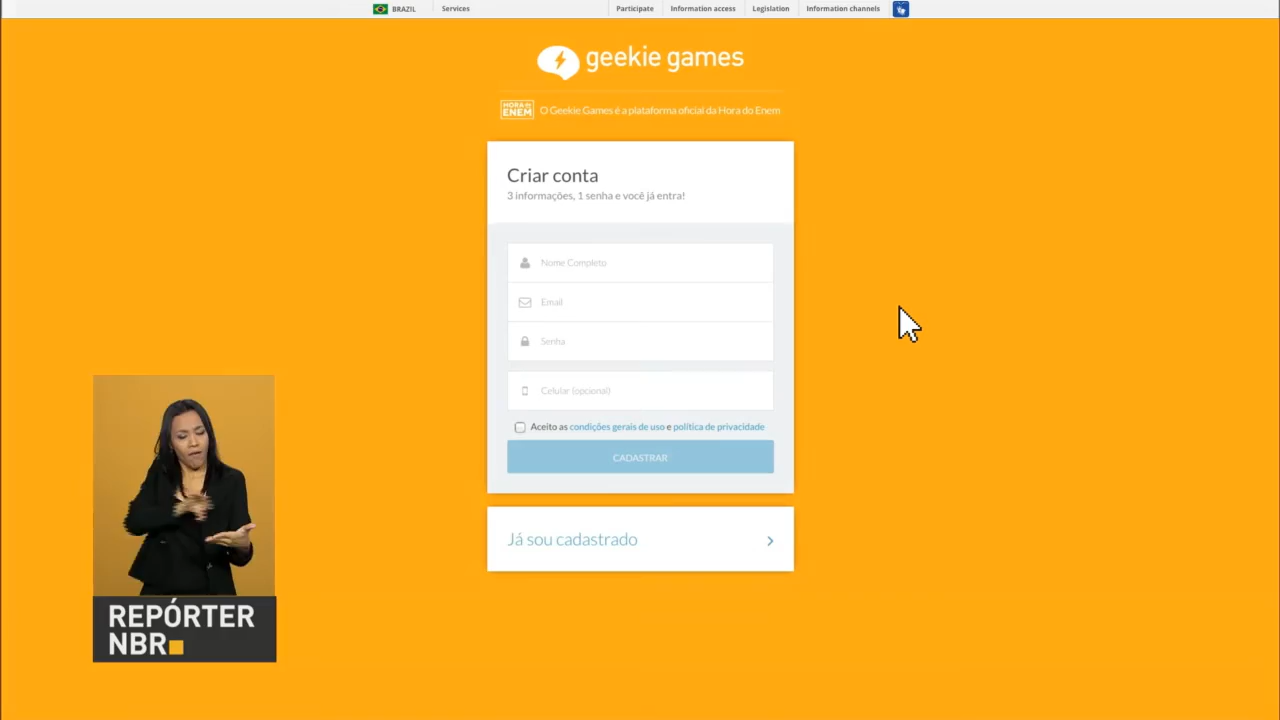 BRAZIL Services Participate Information access Legislation Information channels
geekie games
HORA do ENEM O Geekie Games é a plataforma oficial da Hora do Enem
Criar conta
3 informações, 1 senha e você já entra!
Nome Completo
Email
Senha
Celular (opcional)
Aceito as condições gerais de uso e política de privacidade
CADASTRAR
Já sou cadastrado
REPÓRTER
NBR